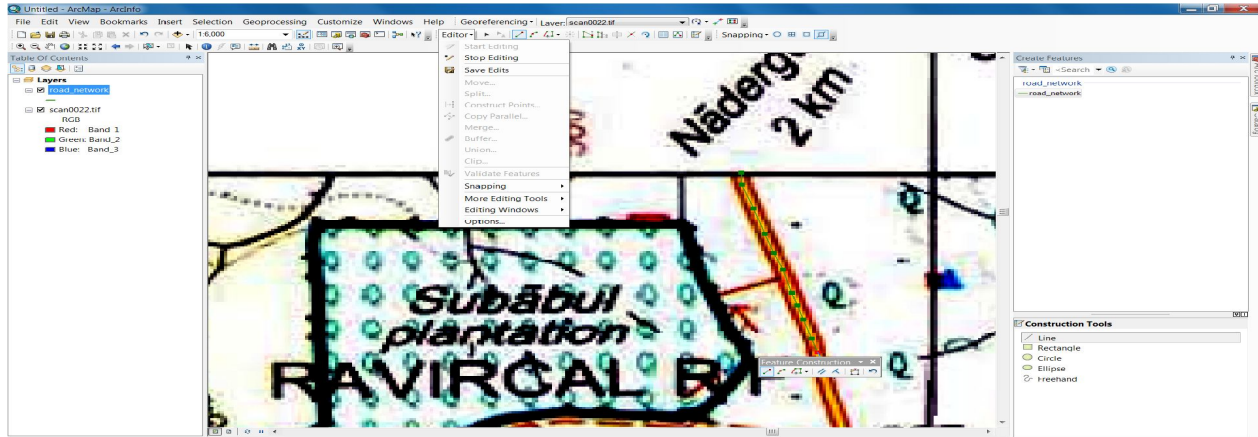 Untitled - ArcMap - ArcInfo
File Edit View Bookmarks Insert Selection Geoprocessing Customize Windows Help
Georeferencing Layer: scan0022.tif
1:6,000
Editor
Snapping
Table Of Contents
Layers
road_network
scan0022.tif
RGB
Red: Band_1
Green: Band_2
Blue: Band_3
Start Editing
Stop Editing
Save Edits
Move...
Split...
Construct Points...
Copy Parallel...
Merge...
Buffer...
Union...
Clip...
Validate Features
Snapping
More Editing Tools
Editing Windows
Options...
2 km
Subābul
plantation
RAVIRCAL
Q
Q
Q
Feature Construction
Create Features
<Search
road_network
road_network
Construction Tools
Line
Rectangle
Circle
Ellipse
Freehand